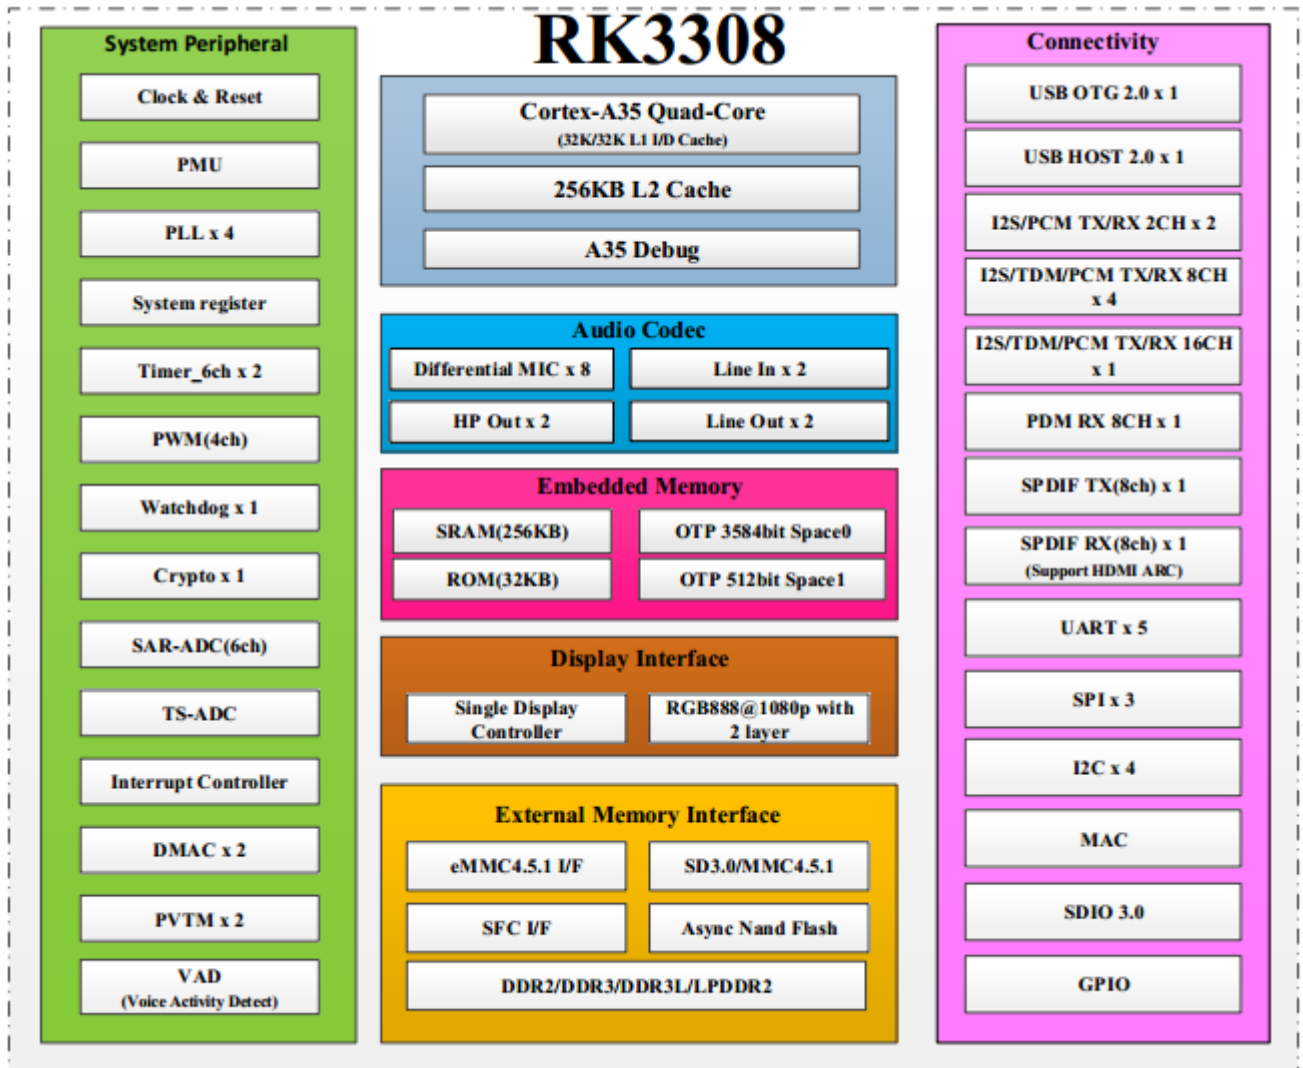 RK3308
System Peripheral
Clock & Reset
PMU
PLL x 4
System register
Timer_6ch x 2
PWM(4ch)
Watchdog x 1
Crypto x 1
SAR-ADC(6ch)
TS-ADC
Interrupt Controller
DMAC x 2
PVTM x 2
VAD
(Voice Activity Detect)
Cortex-A35 Quad-Core
(32K/32K L1 I/D Cache)
256KB L2 Cache
A35 Debug
Audio Codec
Differential MIC x 8
Line In x 2
HP Out x 2
Line Out x 2
Embedded Memory
SRAM(256KB)
OTP 3584bit Space0
ROM(32KB)
OTP 512bit Space1
Display Interface
Single Display
Controller
RGB888@1080p with
2 layer
External Memory Interface
eMMC4.5.1 I/F
SD3.0/MMC4.5.1
SFC I/F
Async Nand Flash
DDR2/DDR3/DDR3L/LPDDR2
Connectivity
USB OTG 2.0 x 1
USB HOST 2.0 x 1
I2S/PCM TX/RX 2CH x 2
I2S/TDM/PCM TX/RX 8CH
x 4
I2S/TDM/PCM TX/RX 16CH
x 1
PDM RX 8CH x 1
SPDIF TX(8ch) x 1
SPDIF RX(8ch) x 1
(Support HDMI ARC)
UART x 5
SPI x 3
I2C x 4
MAC
SDIO 3.0
GPIO